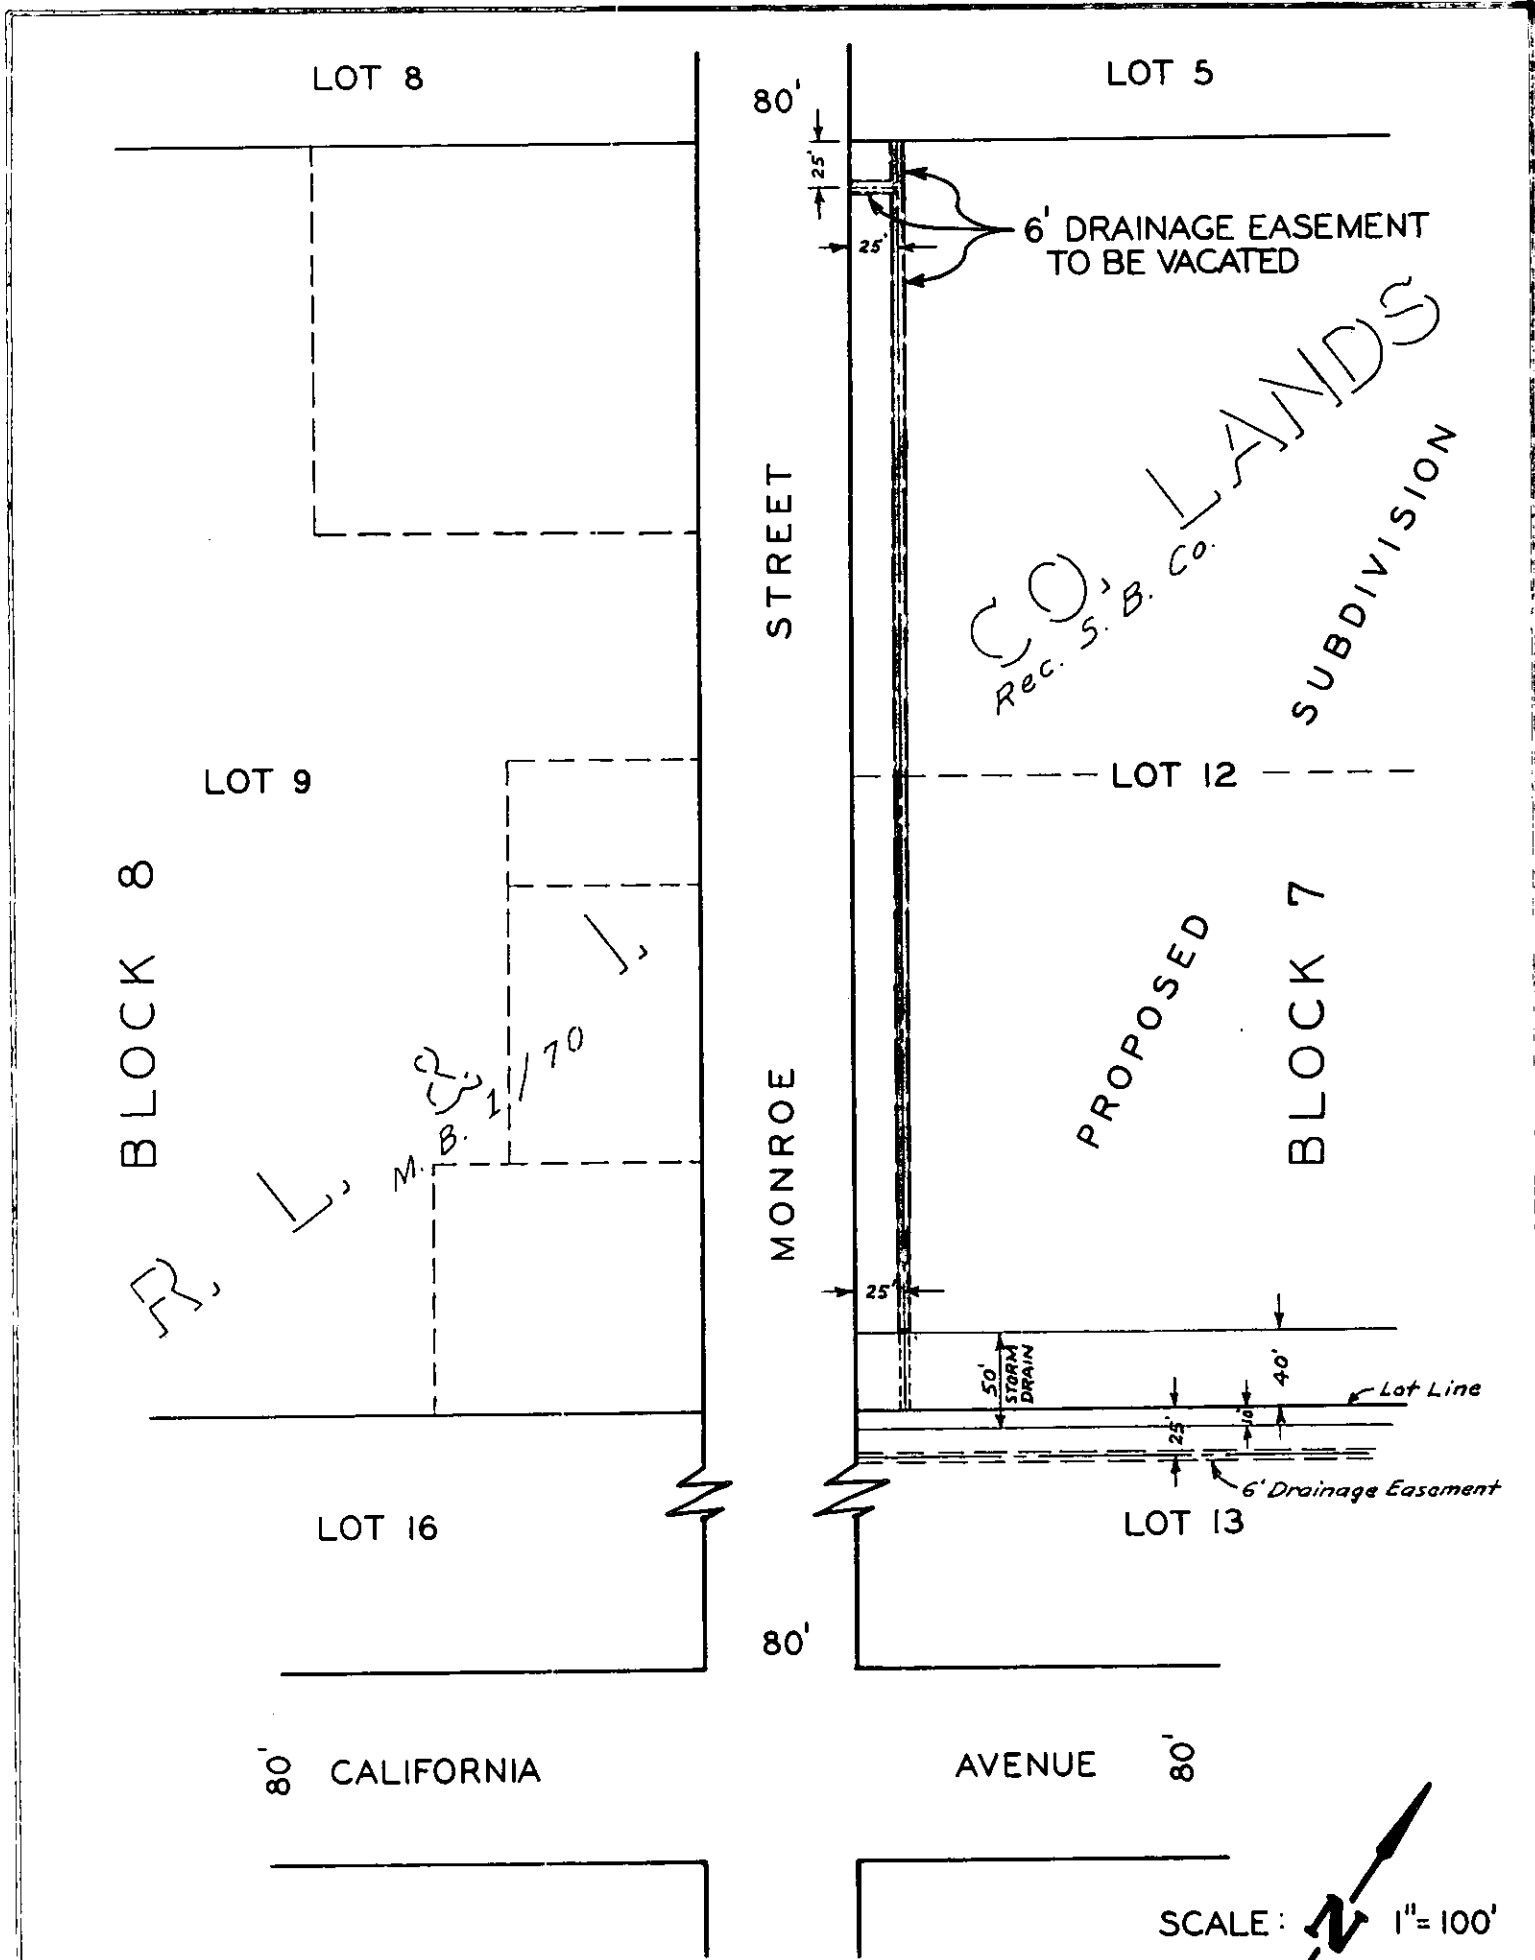 LOT 8
80'
LOT 5
25'
6' DRAINAGE EASEMENT
TO BE VACATED
25'
R. L. & I. CO. LANDS
M. B. 1/70 Rec. S. B. Co.
MONROE STREET
PROPOSED SUBDIVISION
LOT 9
LOT 12
BLOCK 8
BLOCK 7
25'
50'
STORM
DRAIN
40'
Lot Line
25'
10'
6' Drainage Easement
LOT 16
LOT 13
80'
80'
CALIFORNIA AVENUE
80'
N
SCALE: 1"=100'